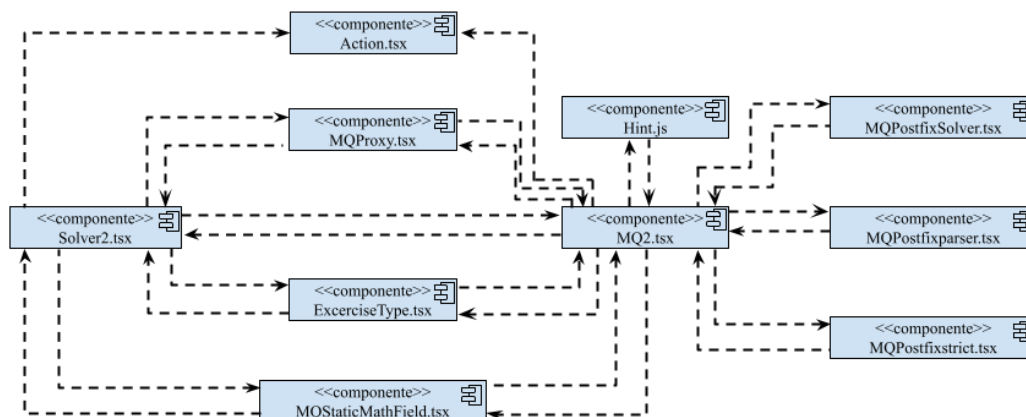 <<componente>>
Action.tsx
<<componente>>
MQProxy.tsx
<<componente>>
Hint.js
<<componente>>
MQPostfixSolver.tsx
<<componente>>
Solver2.tsx
<<componente>>
MQ2.tsx
<<componente>>
MQPostfixparser.tsx
<<componente>>
ExcerciseType.tsx
<<componente>>
MQPostfixstrict.tsx
<<componente>>
MQStaticMathField.tsx